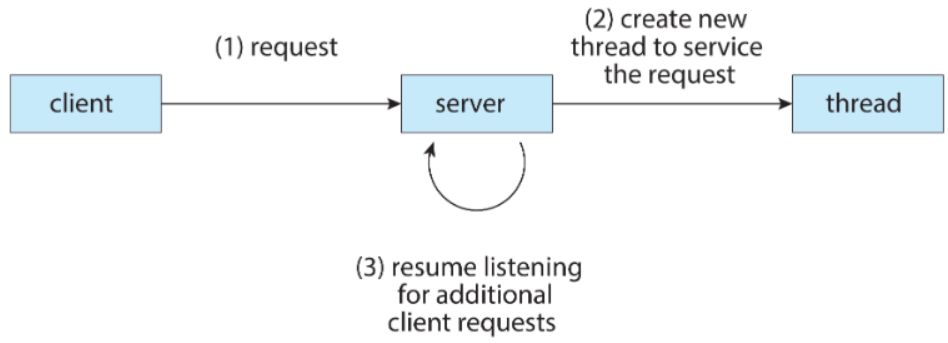 client
(1) request
server
(2) create new
thread to service
the request
thread
(3) resume listening
for additional
client requests